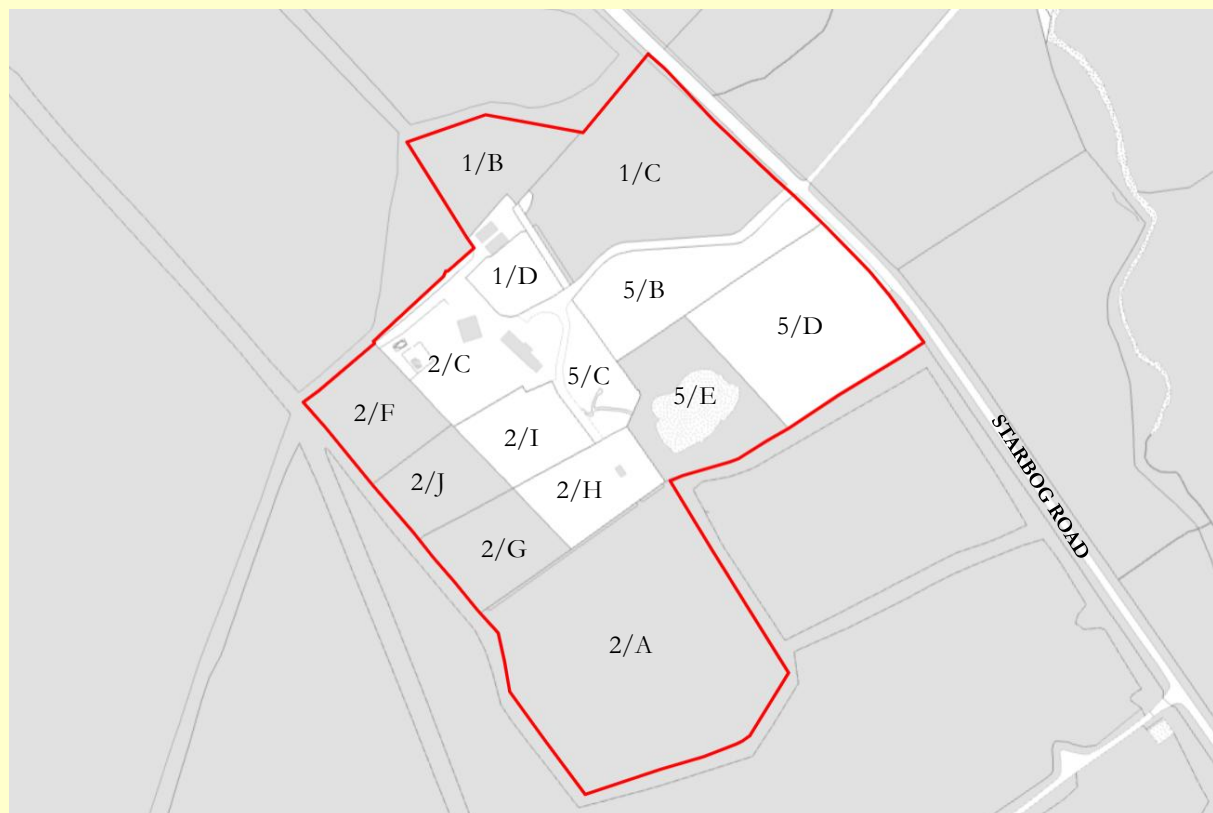 1/B
1/C
1/D
5/B
5/D
2/C
5/C
5/E
2/F
2/I
2/J
2/H
2/G
2/A
STARBOG ROAD